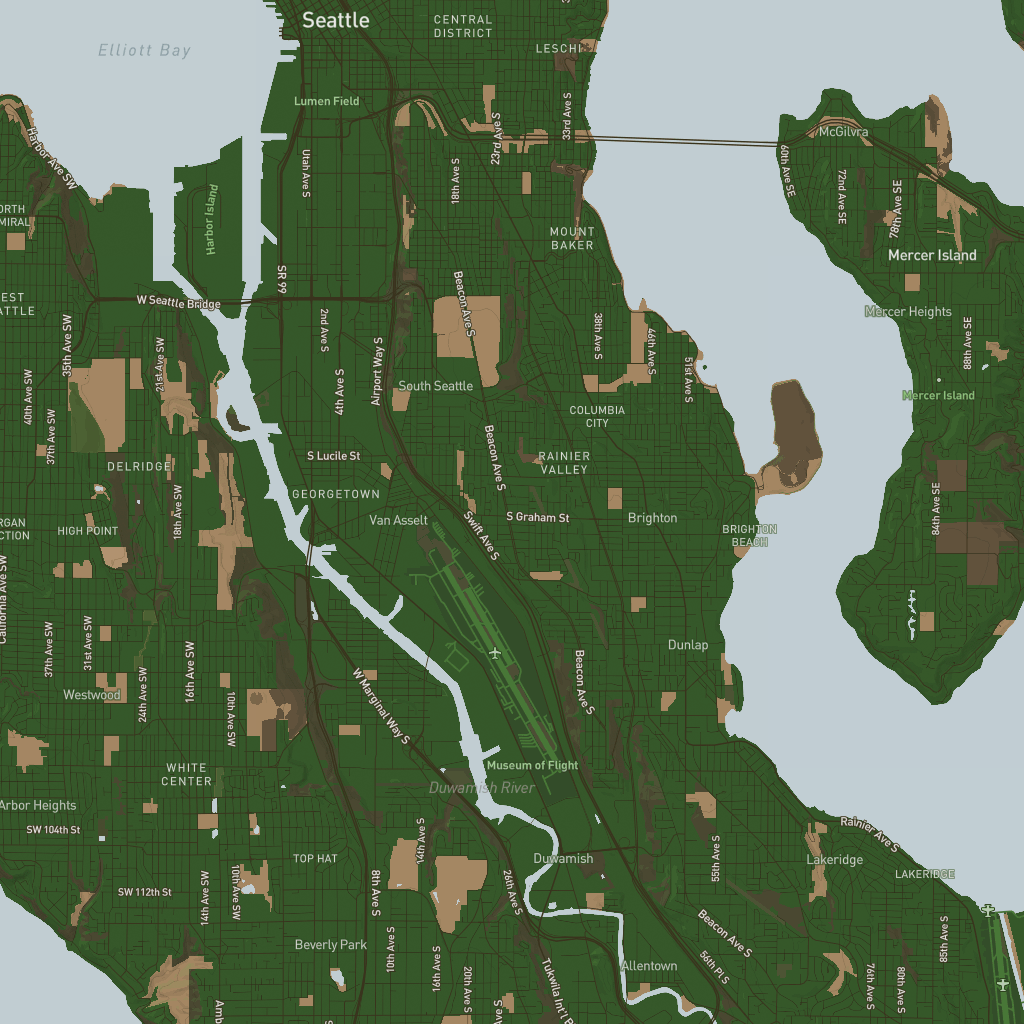 Seattle
CENTRAL
DISTRICT
Elliott Bay
LESCHI
Lumen Field
33rd Ave S
23rd Ave S
McGilvra
Harbor Ave SW
Utah Ave S
18th Ave S
60th Ave SE
72nd Ave SE
78th Ave SE
Harbor Island
MOUNT
BAKER
Mercer Island
SR 99
W Seattle Bridge
Beacon Ave S
Mercer Heights
2nd Ave S
38th Ave S
46th Ave S
88th Ave SE
35th Ave SW
21st Ave SW
Airport Way S
51st Ave S
40th Ave SW
4th Ave S
South Seattle
Mercer Island
COLUMBIA
CITY
37th Ave SW
S Lucile St
Beacon Ave S
RAINIER
VALLEY
DELRIDGE
GEORGETOWN
18th Ave SW
84th Ave SE
HIGH POINT
Van Asselt
Swift Ave S
S Graham St
Brighton
BRIGHTON
BEACH
California Ave SW
37th Ave SW
31st Ave SW
16th Ave SW
Dunlap
Westwood
24th Ave SW
10th Ave SW
W Marginal Way S
Beacon Ave S
Museum of Flight
WHITE
CENTER
Duwamish River
Arbor Heights
SW 104th St
14th Ave S
Rainier Ave S
TOP HAT
Duwamish
55th Ave S
Lakeridge
LAKERIDGE
SW 112th St
14th Ave SW
10th Ave SW
8th Ave S
26th Ave S
Beacon Ave S
85th Ave S
Beverly Park
10th Ave S
16th Ave S
20th Ave S
Allentown
56th Pl S
76th Ave S
80th Ave S
Tukwila Int'l